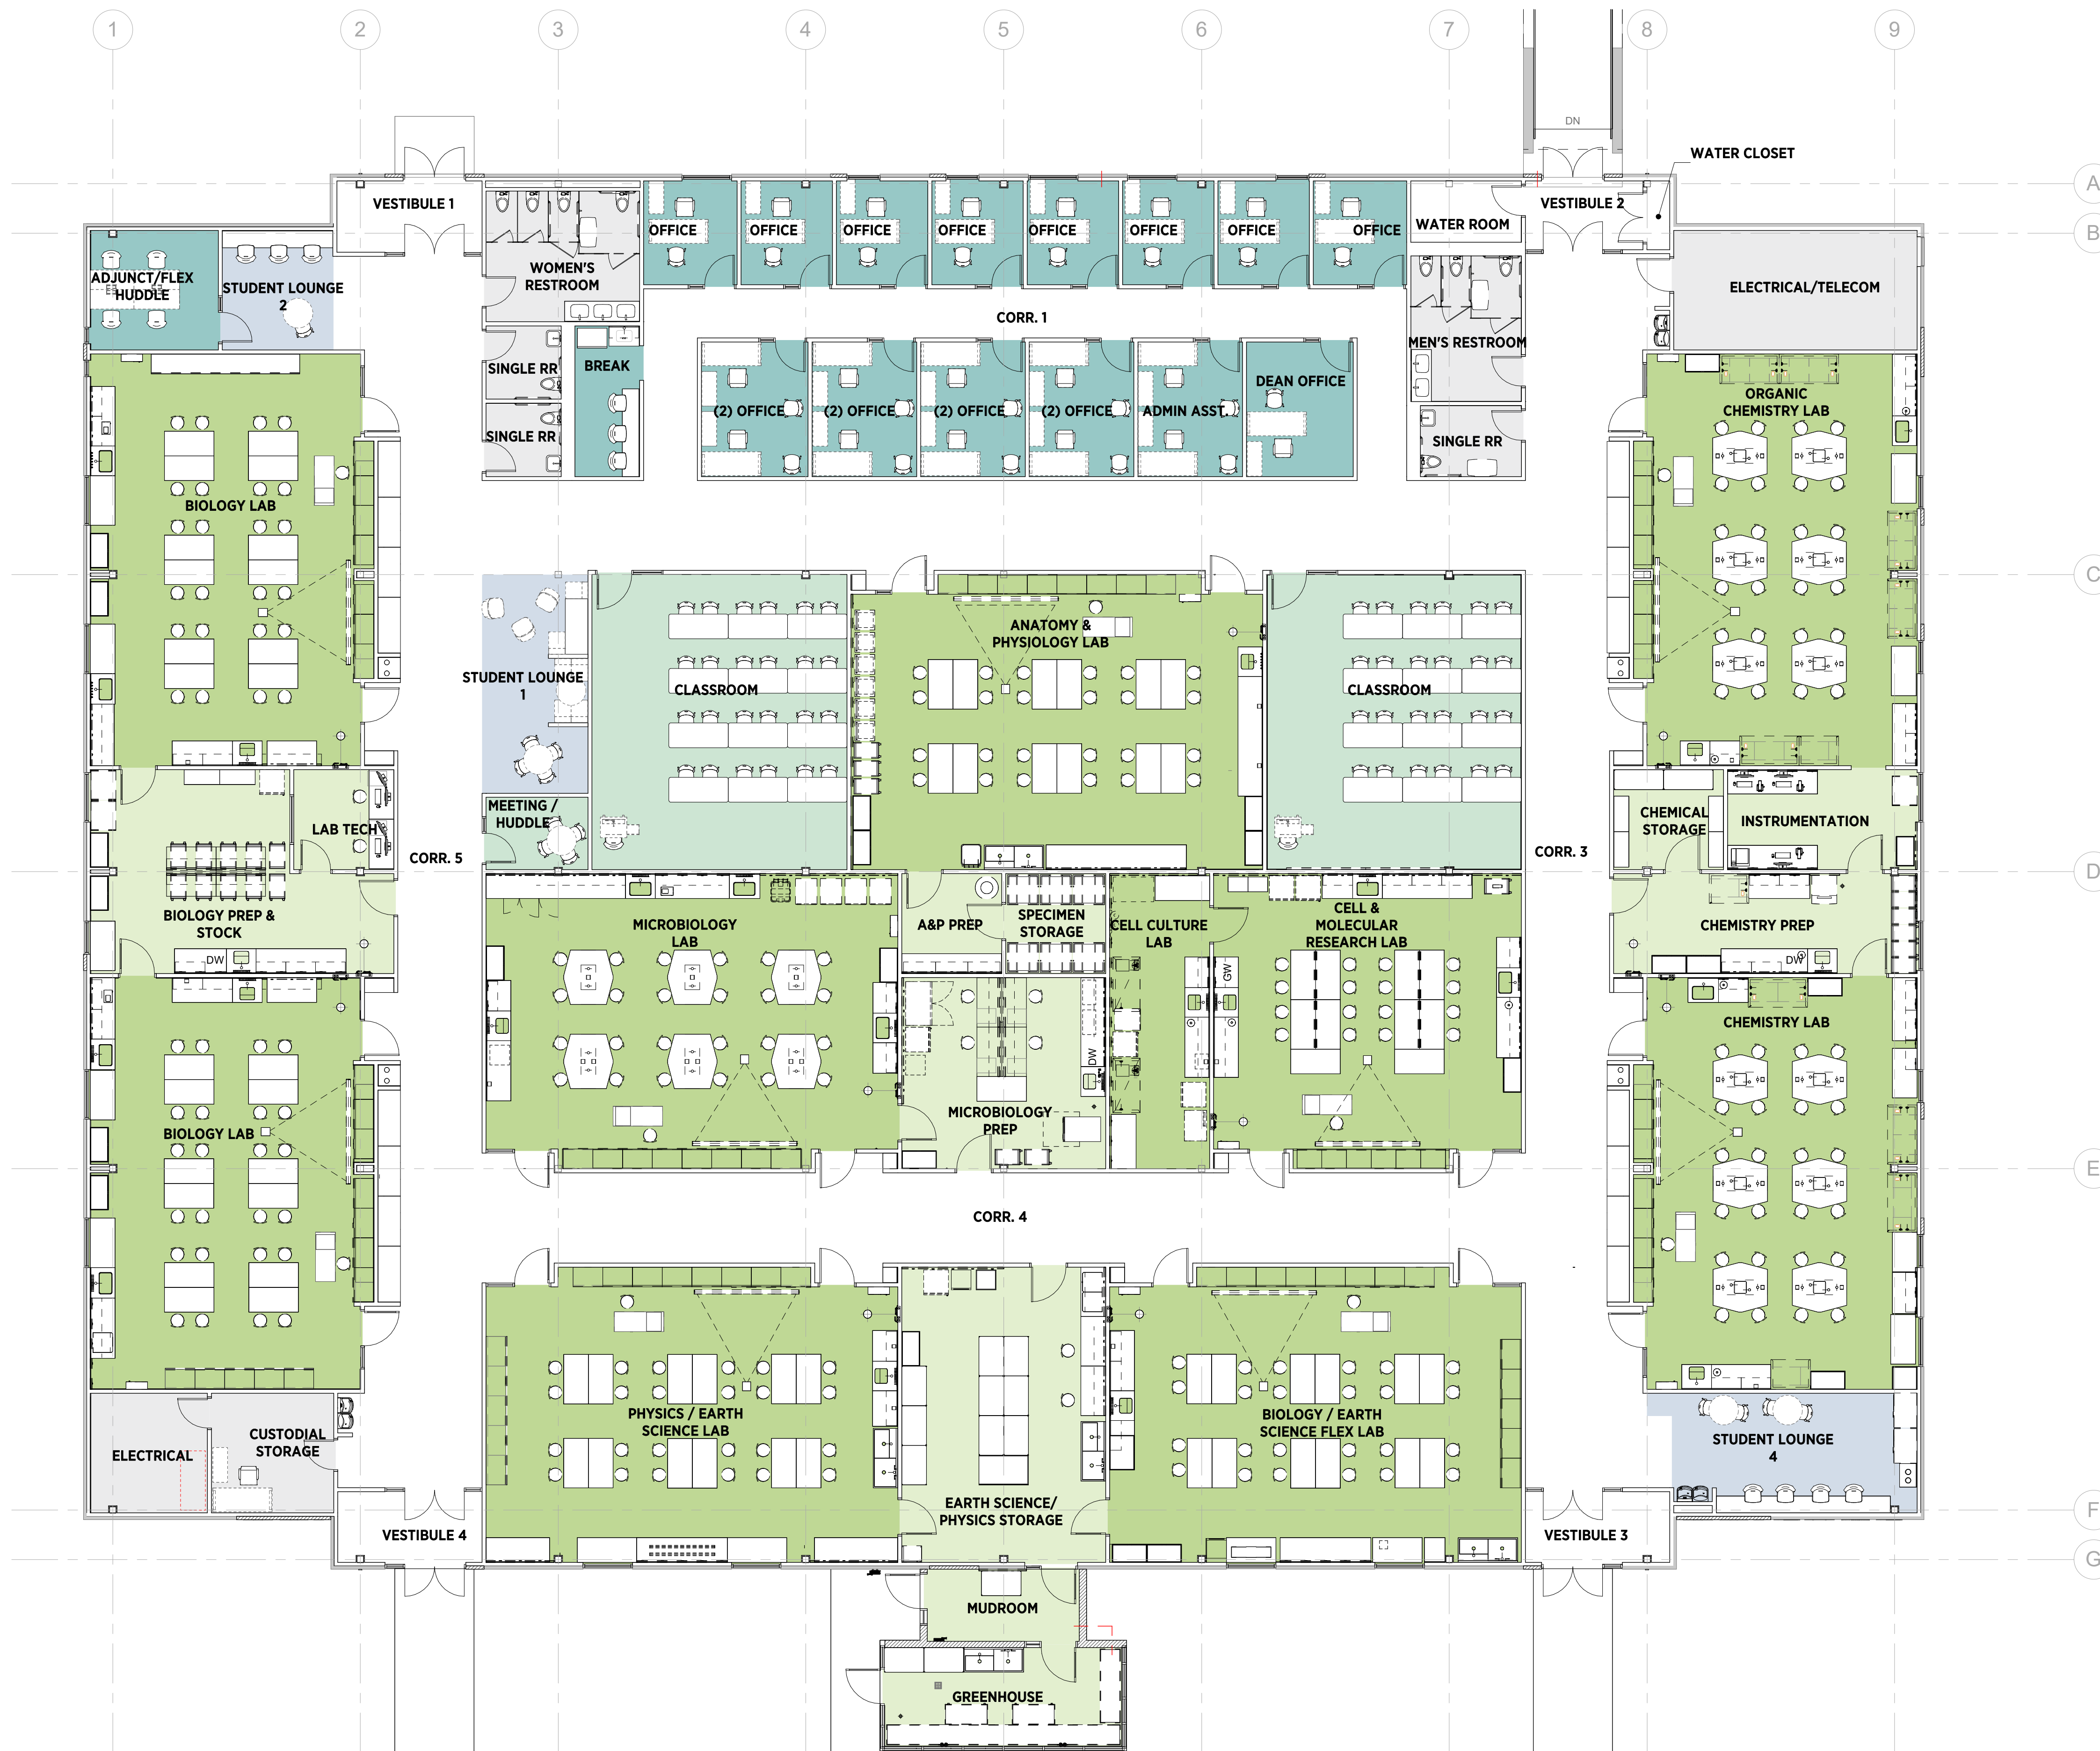 1
2
3
4
5
6
7
8
9
DN
WATER CLOSET
A
VESTIBULE 1
VESTIBULE 2
WATER ROOM
B
OFFICE
OFFICE
OFFICE
OFFICE
OFFICE
OFFICE
OFFICE
OFFICE
ADJUNCT/FLEX
HUDDLE
STUDENT LOUNGE
2
WOMEN'S
RESTROOM
ELECTRICAL/TELECOM
CORR. 1
MEN'S RESTROOM
SINGLE RR
BREAK
DEAN OFFICE
ORGANIC
CHEMISTRY LAB
(2) OFFICE
(2) OFFICE
(2) OFFICE
(2) OFFICE
ADMIN ASST.
SINGLE RR
SINGLE RR
BIOLOGY LAB
C
ANATOMY &
PHYSIOLOGY LAB
STUDENT LOUNGE
1
CLASSROOM
CLASSROOM
MEETING /
HUDDLE
LAB TECH
CHEMICAL
STORAGE
INSTRUMENTATION
CORR. 5
CORR. 3
D
BIOLOGY PREP &
STOCK
MICROBIOLOGY
LAB
A&P PREP
SPECIMEN
STORAGE
CELL CULTURE
LAB
CELL &
MOLECULAR
RESEARCH LAB
CHEMISTRY PREP
DW
DW
GW
CHEMISTRY LAB
DW
MICROBIOLOGY
PREP
BIOLOGY LAB
E
CORR. 4
PHYSICS / EARTH
SCIENCE LAB
BIOLOGY / EARTH
SCIENCE FLEX LAB
CUSTODIAL
STORAGE
ELECTRICAL
STUDENT LOUNGE
4
EARTH SCIENCE/
PHYSICS STORAGE
F
VESTIBULE 4
VESTIBULE 3
G
MUDROOM
GREENHOUSE